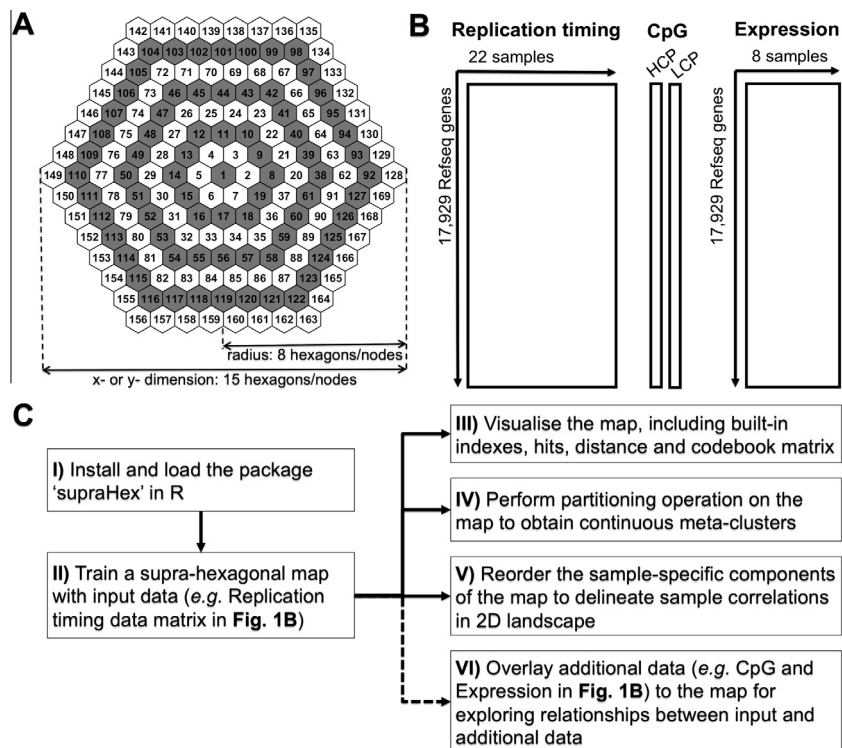 A
142 141 140 139 138 137 136 135
143 104 103 102 101 100 99 98 134
144 105 72 71 70 69 68 67 97 133
145 106 73 46 45 44 43 42 66 96 132
146 107 74 47 26 25 24 23 41 65 95 131
147 108 75 48 27 12 11 10 22 40 64 94 130
148 109 76 49 28 13 4 3 9 21 39 63 93 129
149 110 77 50 29 14 5 1 2 8 20 38 62 92 128
150 111 78 51 30 15 6 7 19 37 61 91 127 169
151 112 79 52 31 16 17 18 36 60 90 126 168
152 113 80 53 32 33 34 35 59 89 125 167
153 114 81 54 55 56 57 58 88 124 166
154 115 82 83 84 85 86 87 123 165
155 116 117 118 119 120 121 122 164
156 157 158 159 160 161 162 163
radius: 8 hexagons/nodes
x- or y- dimension: 15 hexagons/nodes
B
Replication timing
22 samples
17,929 Refseq genes
CpG
HCP
LCP
Expression
8 samples
17,929 Refseq genes
C
I) Install and load the package
‘supraHex’ in R
II) Train a supra-hexagonal map
with input data (e.g. Replication
timing data matrix in Fig. 1B)
III) Visualise the map, including built-in
indexes, hits, distance and codebook matrix
IV) Perform partitioning operation on the
map to obtain continuous meta-clusters
V) Reorder the sample-specific components
of the map to delineate sample correlations
in 2D landscape
VI) Overlay additional data (e.g. CpG and
Expression in Fig. 1B) to the map for
exploring relationships between input and
additional data